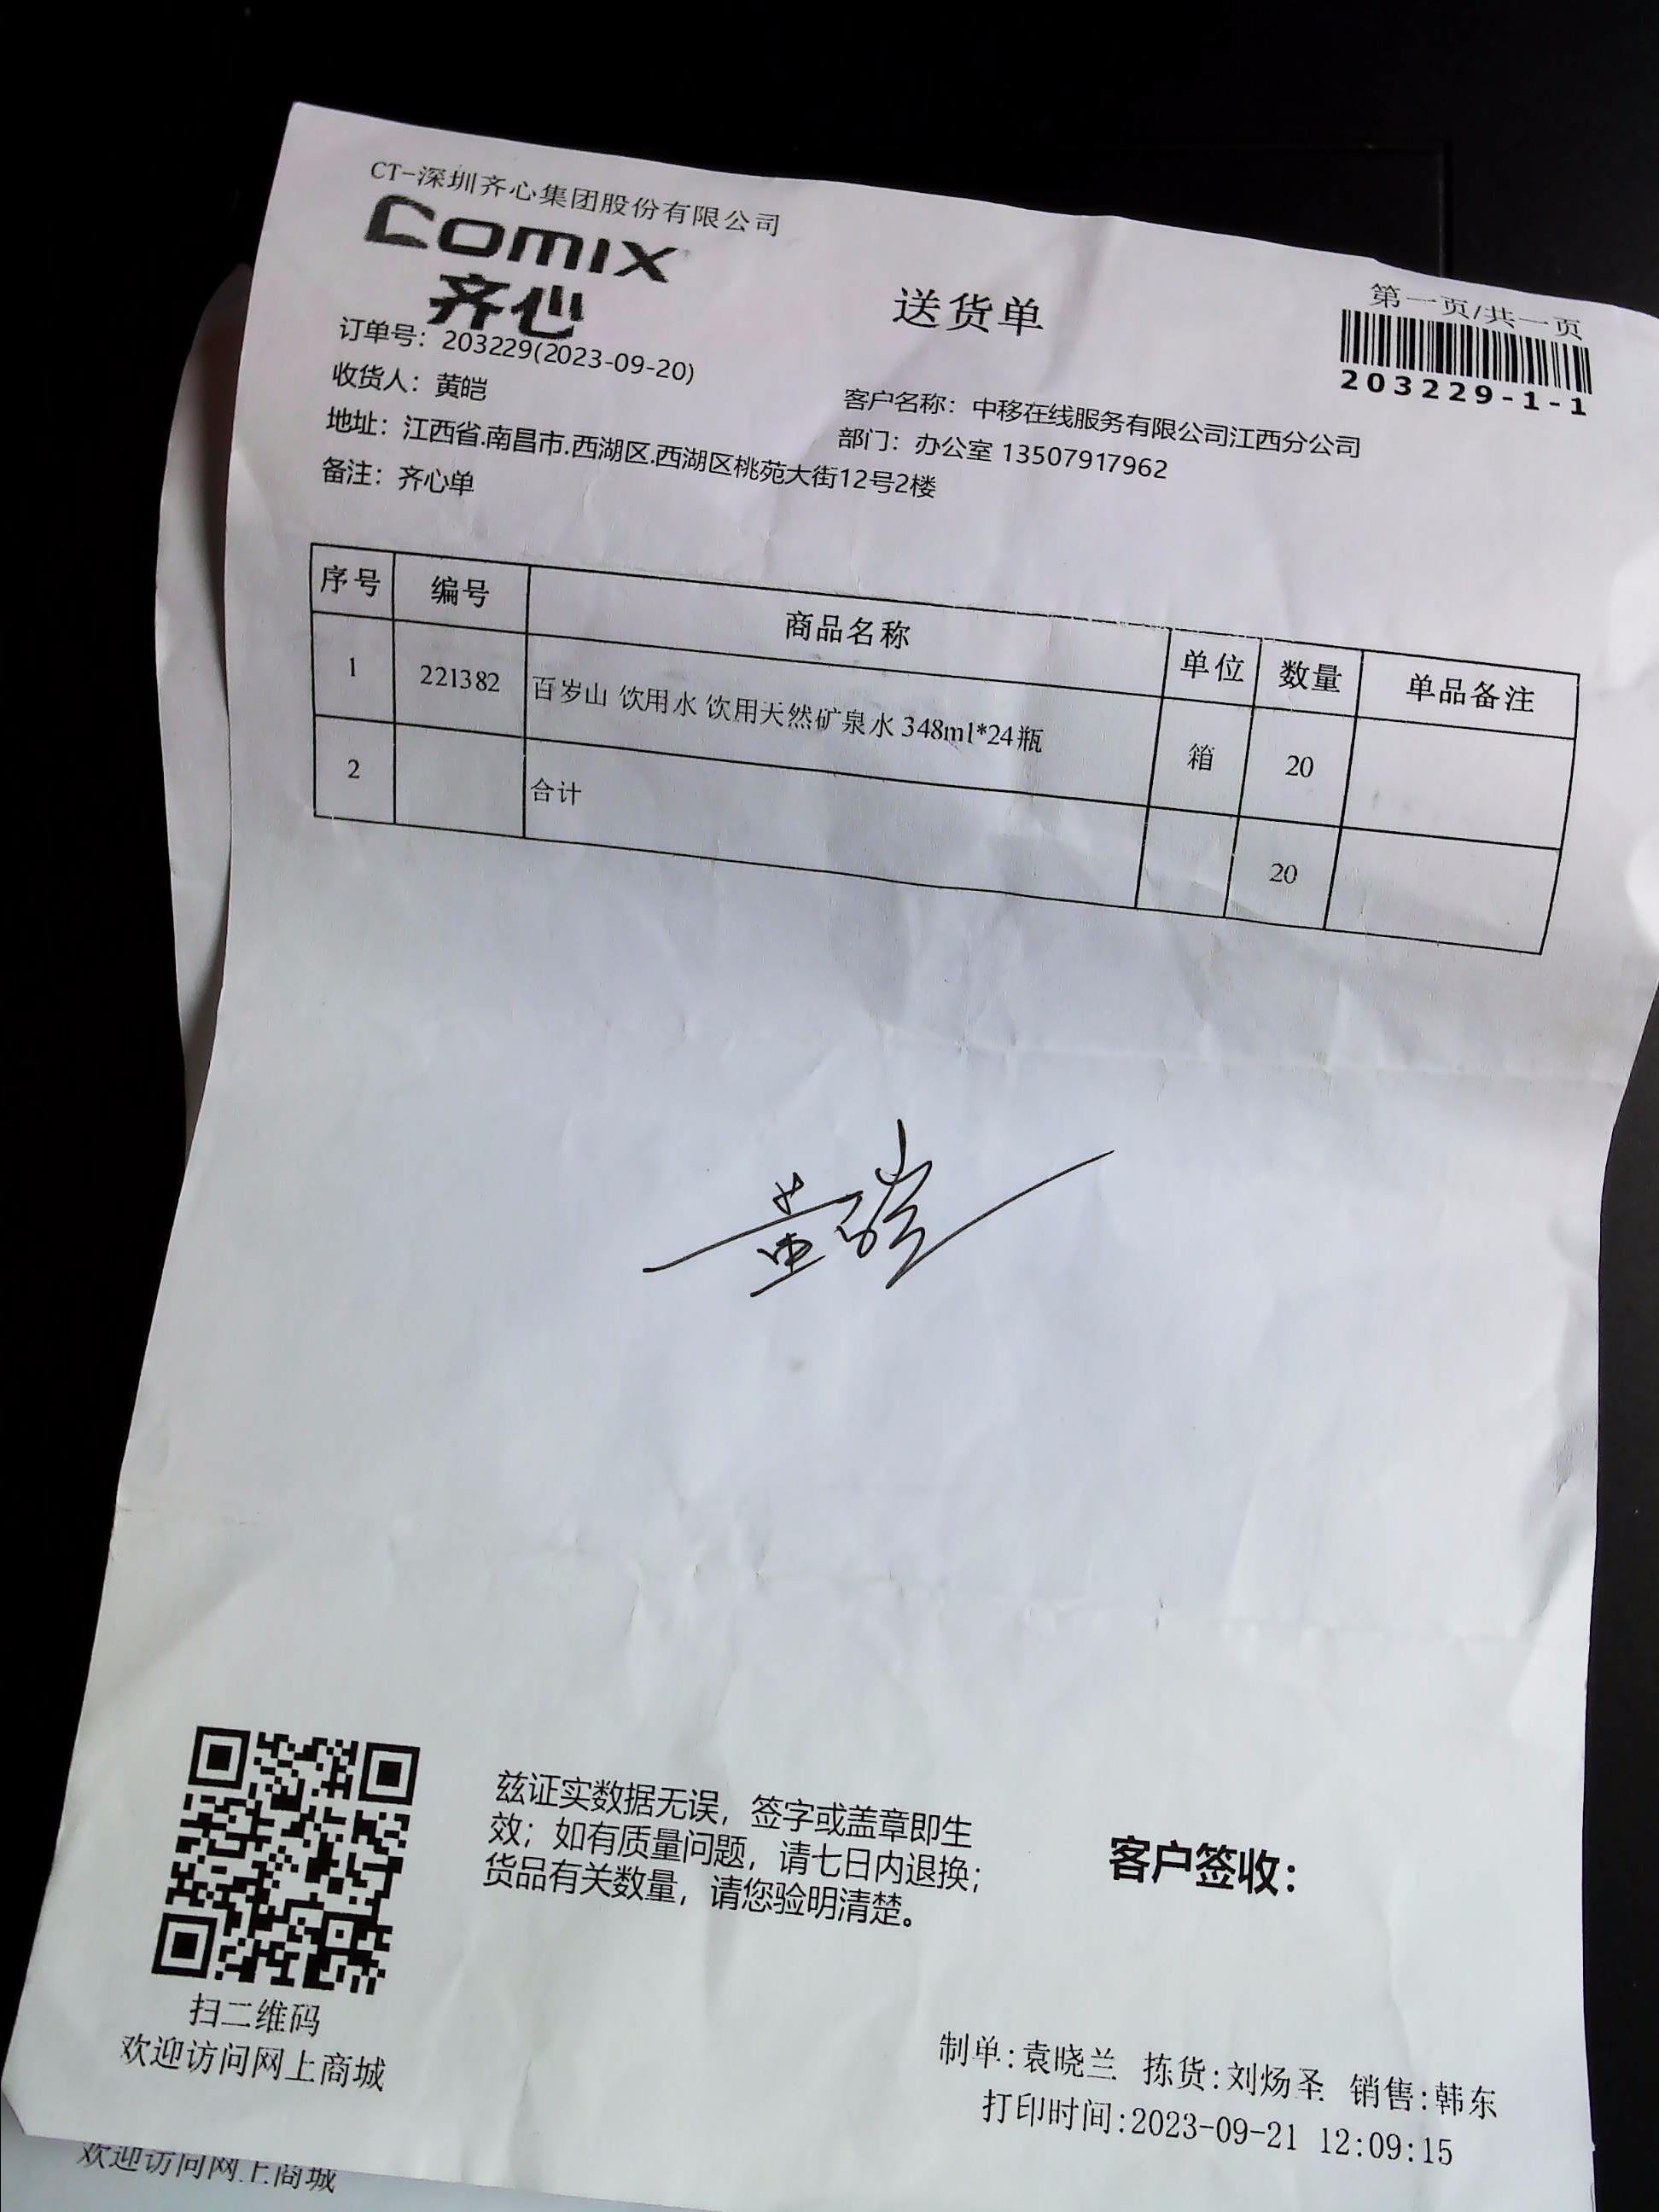 CT-深圳齐心集团股份有限公司
comix
齐心
送货单
第一页/共一页
203229-1-1
订单号：203229(2023-09-20)
收货人：黄皑
客户名称：中移在线服务有限公司江西分公司
地址：江西省.南昌市.西湖区.西湖区桃苑大街12号2楼
部门：办公室 13507917962
备注：齐心单
序号 编号 商品名称 单位 数量 单品备注
1 221382 百岁山 饮用水 饮用天然矿泉水 348ml*24瓶 箱 20
2 合计 20
黄皑
兹证实数据无误，签字或盖章即生
效；如有质量问题，请七日内退换；
货品有关数量，请您验明清楚。
客户签收：
扫二维码
欢迎访问网上商城
制单:袁晓兰 拣货:刘炀圣 销售:韩东
打印时间:2023-09-21 12:09:15
欢迎访问网上商城